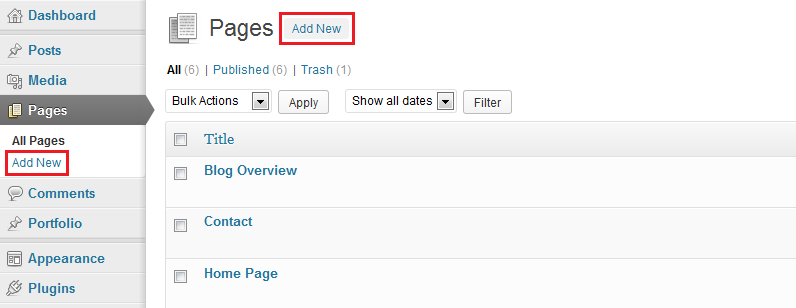 Dashboard
Posts
Media
Pages
All Pages
Add New
Comments
Portfolio
Appearance
Plugins
Pages Add New
All (6) | Published (6) | Trash (1)
Bulk Actions Apply Show all dates Filter
Title
Blog Overview
Contact
Home Page